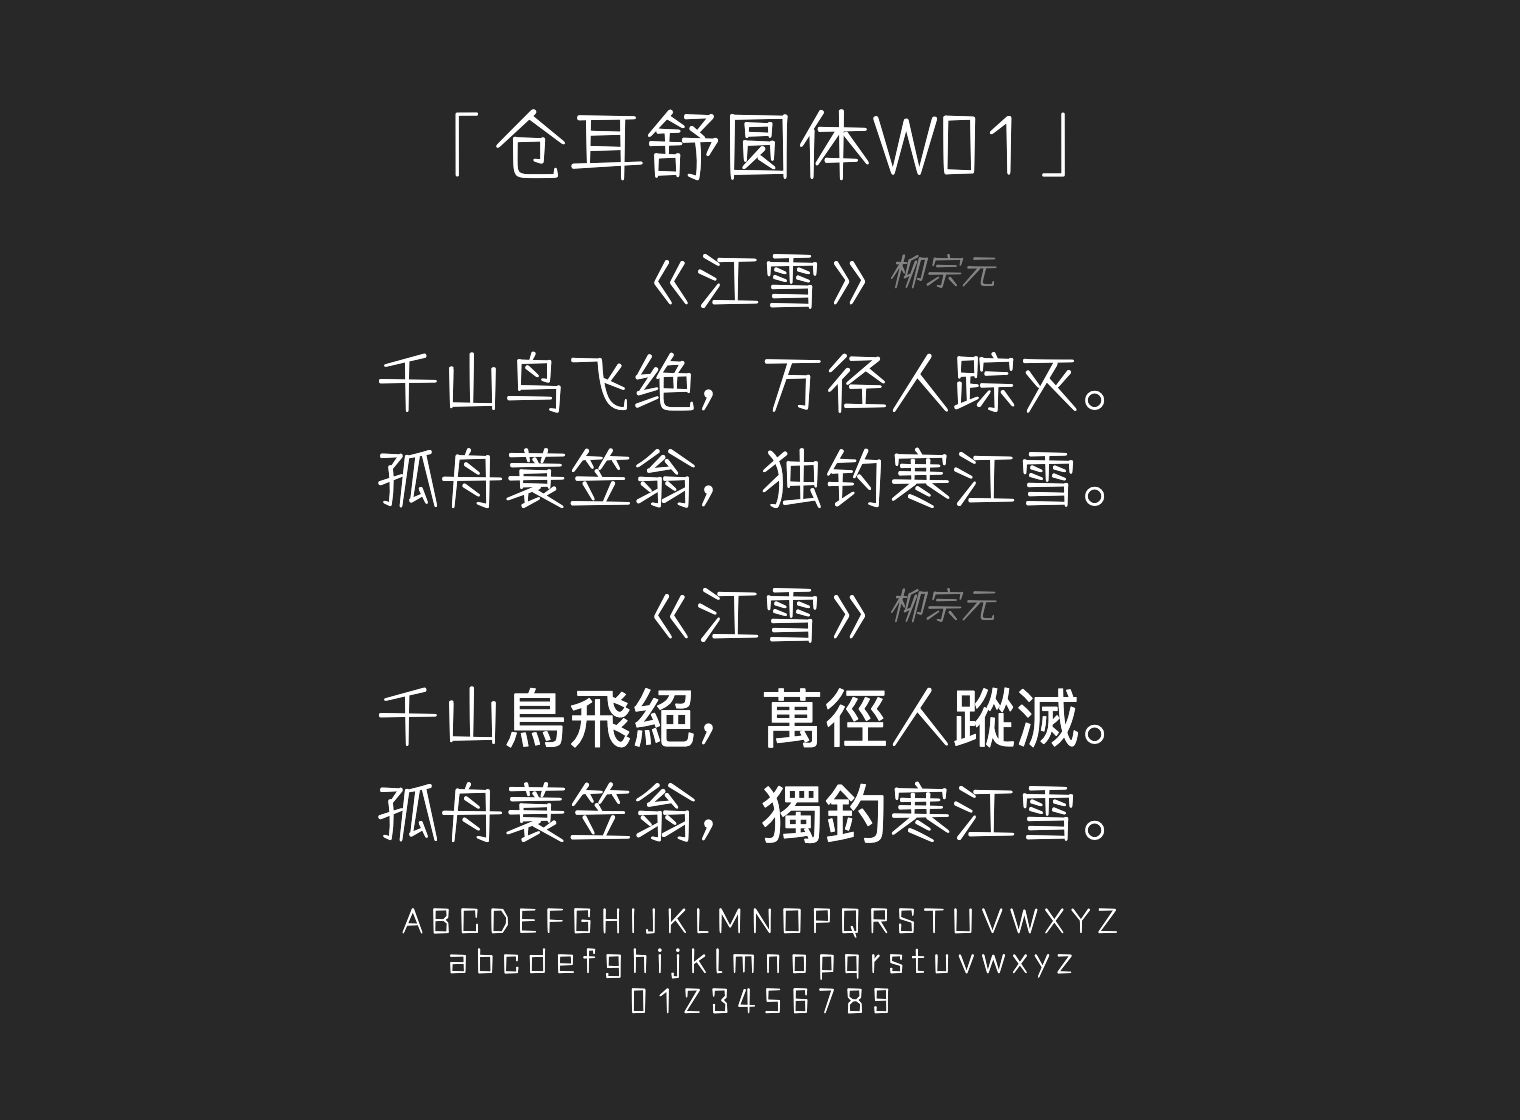 「仓耳舒圆体W01」
《江雪》柳宗元
千山鸟飞绝，万径人踪灭。
孤舟蓑笠翁，独钓寒江雪。
《江雪》柳宗元
千山鳥飛絕，萬徑人蹤滅。
孤舟蓑笠翁，獨釣寒江雪。
ABCDEFGHIJKLMNOPQRSTUVWXYZ
abcdefghijklmnopqrstuvwxyz
0123456789